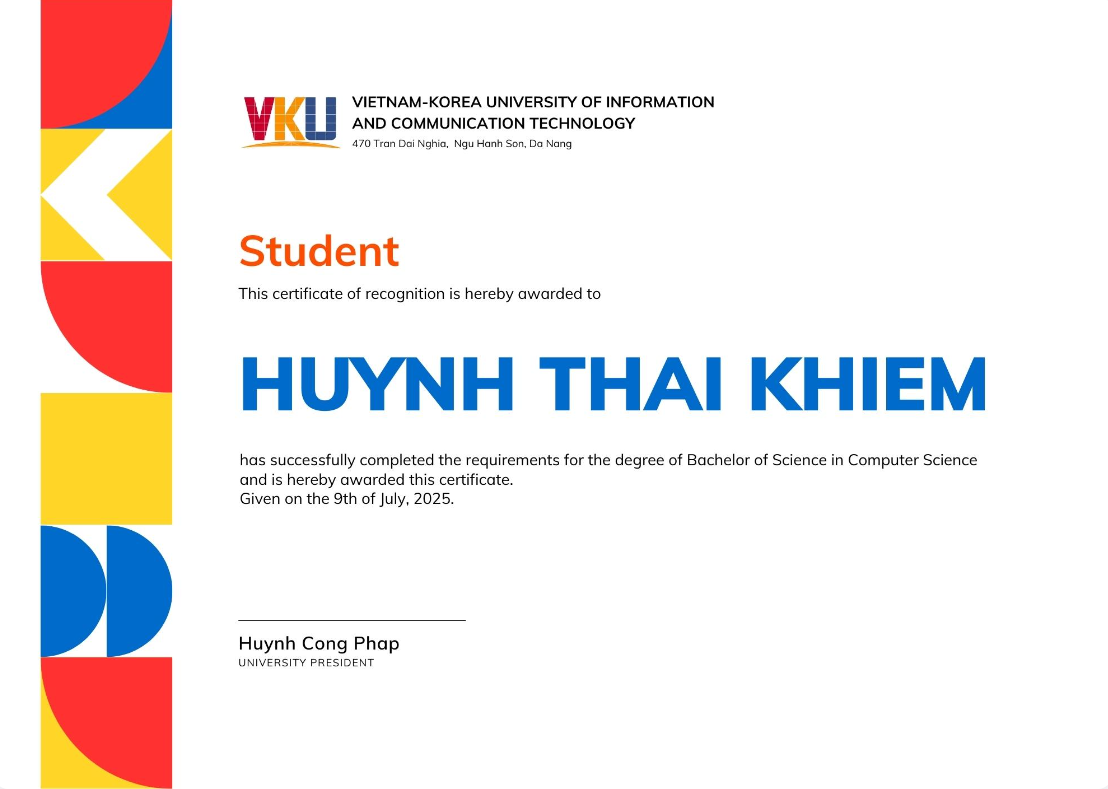 VKU
VIETNAM-KOREA UNIVERSITY OF INFORMATION
AND COMMUNICATION TECHNOLOGY
470 Tran Dai Nghia, Ngu Hanh Son, Da Nang
Student
This certificate of recognition is hereby awarded to
HUYNH THAI KHIEM
has successfully completed the requirements for the degree of Bachelor of Science in Computer Science
and is hereby awarded this certificate.
Given on the 9th of July, 2025.
Huynh Cong Phap
UNIVERSITY PRESIDENT